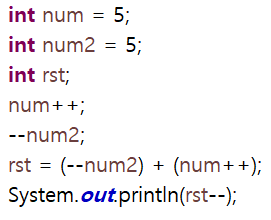 int num = 5;
int num2 = 5;
int rst;
num++;
--num2;
rst = (--num2) + (num++);
System.out.println(rst--);